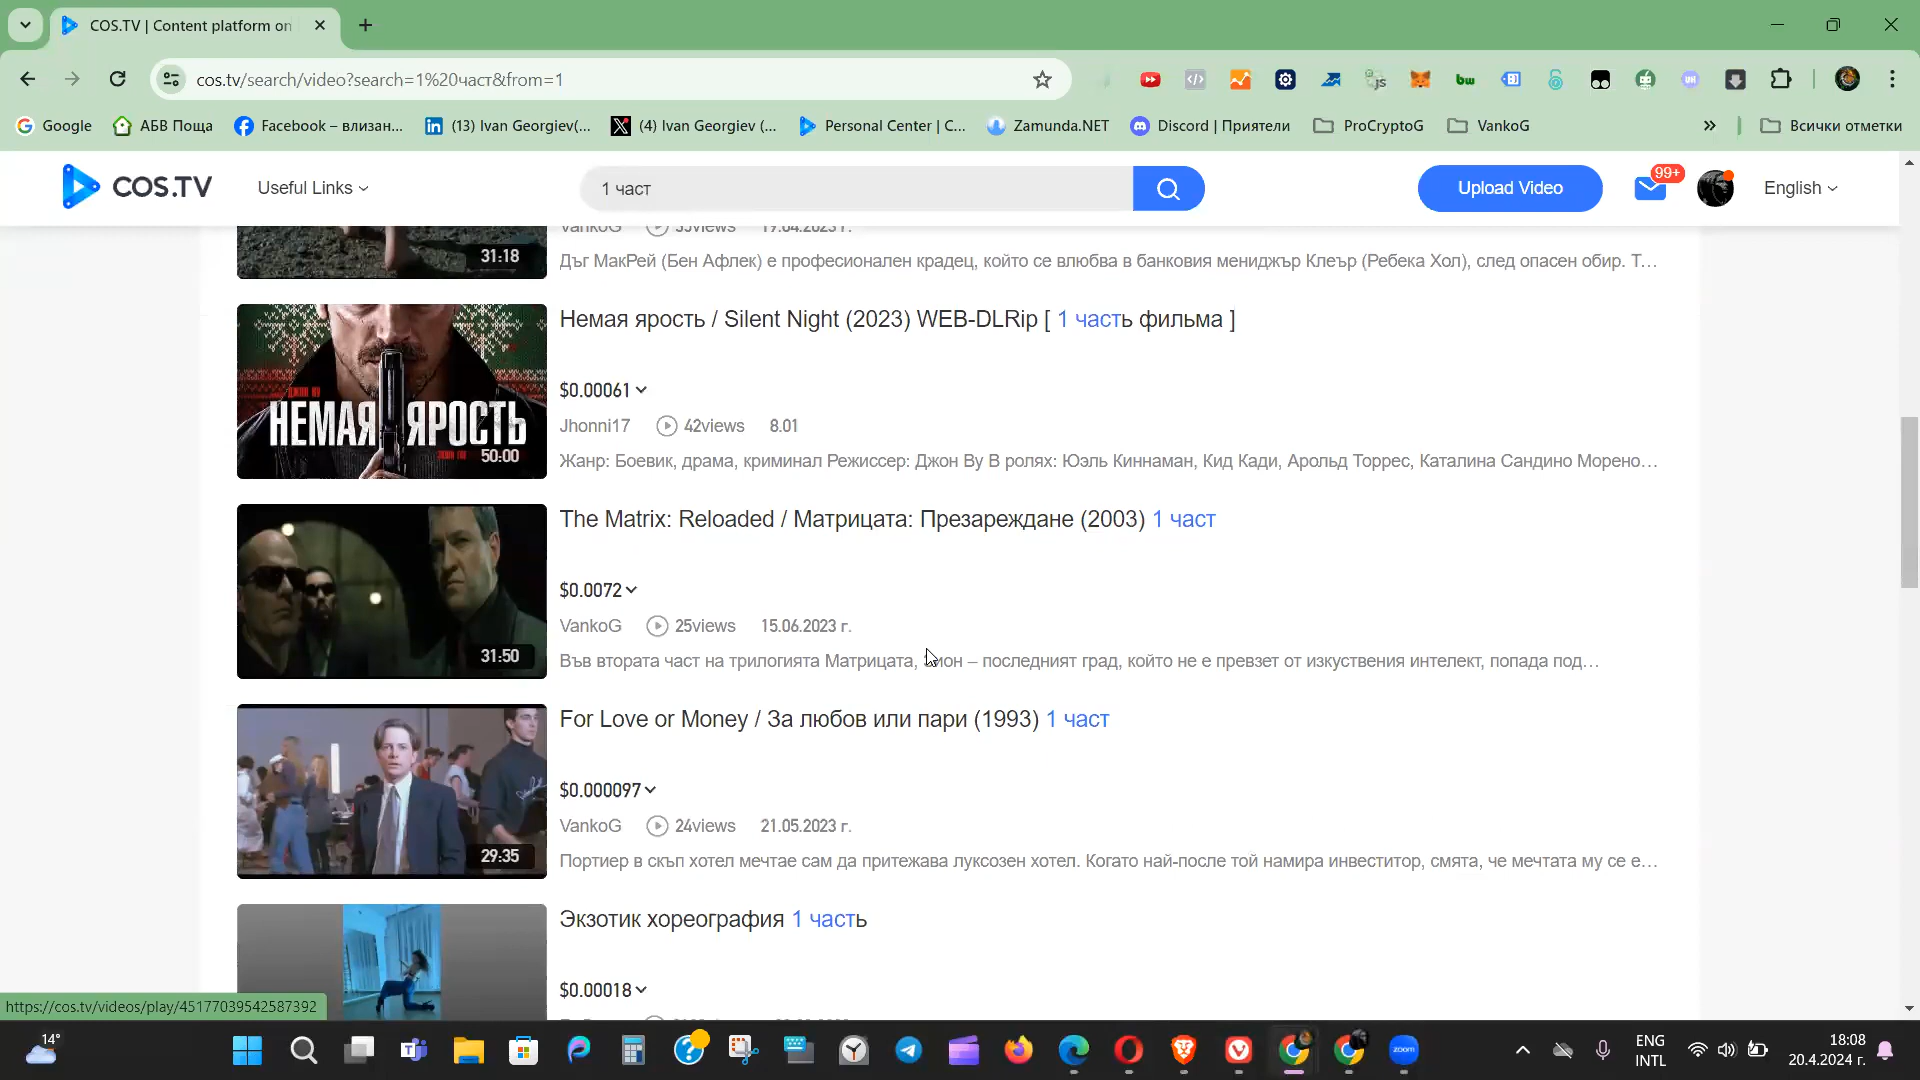 COS.TV | Content platform on
cos.tv/search/video?search=1%20част&from=1
Google
АБВ Поща
Facebook – влизан...
(13) Ivan Georgiev(...
(4) Ivan Georgiev (...
Personal Center | C...
Zamunda.NET
Discord | Приятели
ProCryptoG
VankoG
Всички отметки
COS.TV
Useful Links
1 част
Upload Video
99+
English
VankoG 33views 19.04.2023 г.
31:18
Дъг МакРей (Бен Афлек) е професионален крадец, който се влюбва в банковия мениджър Клеър (Ребека Хол), след опасен обир. Т…
Немая ярость / Silent Night (2023) WEB-DLRip [ 1 часть фильма ]
НЕМАЯ ЯРОСТЬ
50:00
$0.00061
Jhonni17 42views 8.01
Жанр: Боевик, драма, криминал Режиссер: Джон Ву В ролях: Юэль Киннаман, Кид Кади, Арольд Торрес, Каталина Сандино Морено…
The Matrix: Reloaded / Матрицата: Презареждане (2003) 1 част
$0.0072
VankoG 25views 15.06.2023 г.
31:50
Във втората част на трилогията Матрицата, – последният град, който не е превзет от изкуствения интелект, попада под…
For Love or Money / За любов или пари (1993) 1 част
$0.000097
VankoG 24views 21.05.2023 г.
29:35
Портиер в скъп хотел мечтае сам да притежава луксозен хотел. Когато най-после той намира инвеститор, смята, че мечтата му се е…
Экзотик хореография 1 часть
$0.00018
https://cos.tv/videos/play/45177039542587392
14°
zoom
ENG
INTL
18:08
20.4.2024 г.